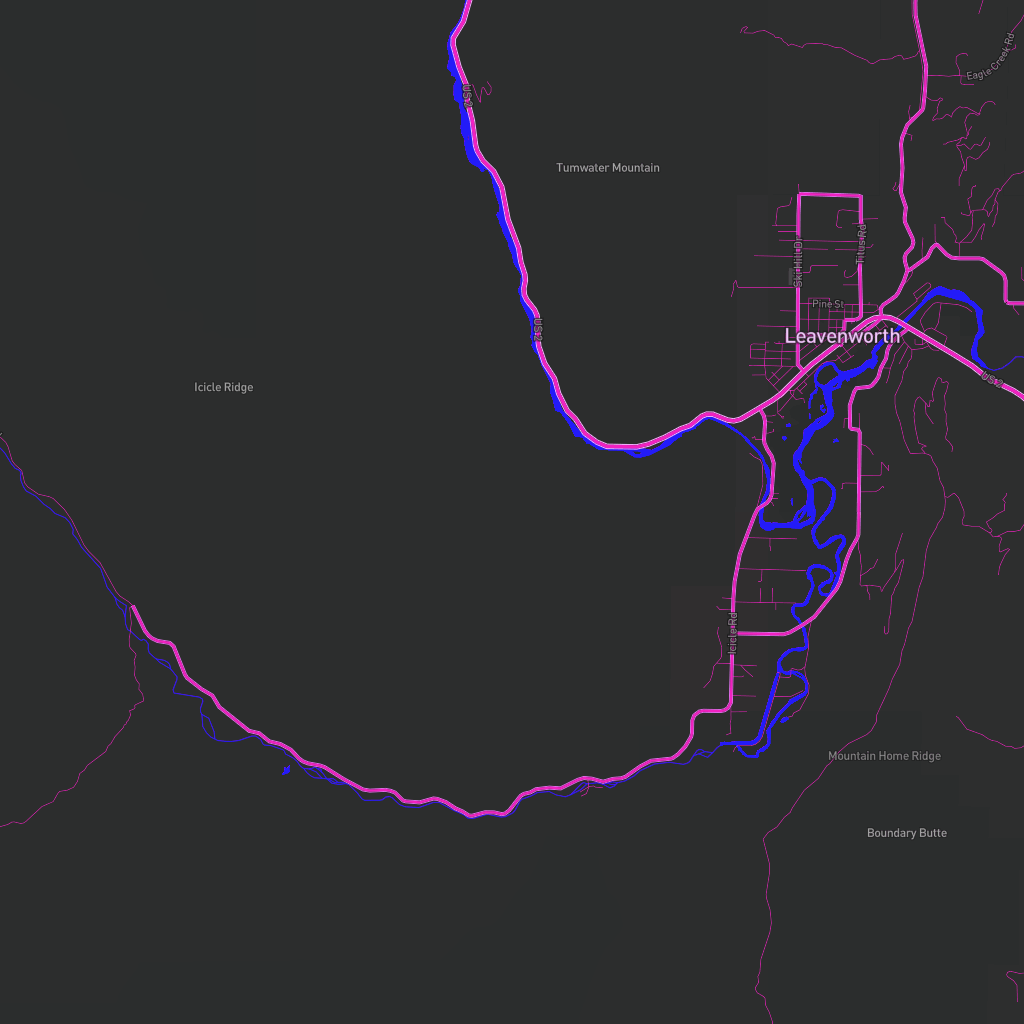 Eagle Creek Rd
US 2
Tumwater Mountain
Ski Hill Dr
Titus Rd
Pine St
US 2
Leavenworth
US 2
Icicle Ridge
Icicle Rd
Mountain Home Ridge
Boundary Butte